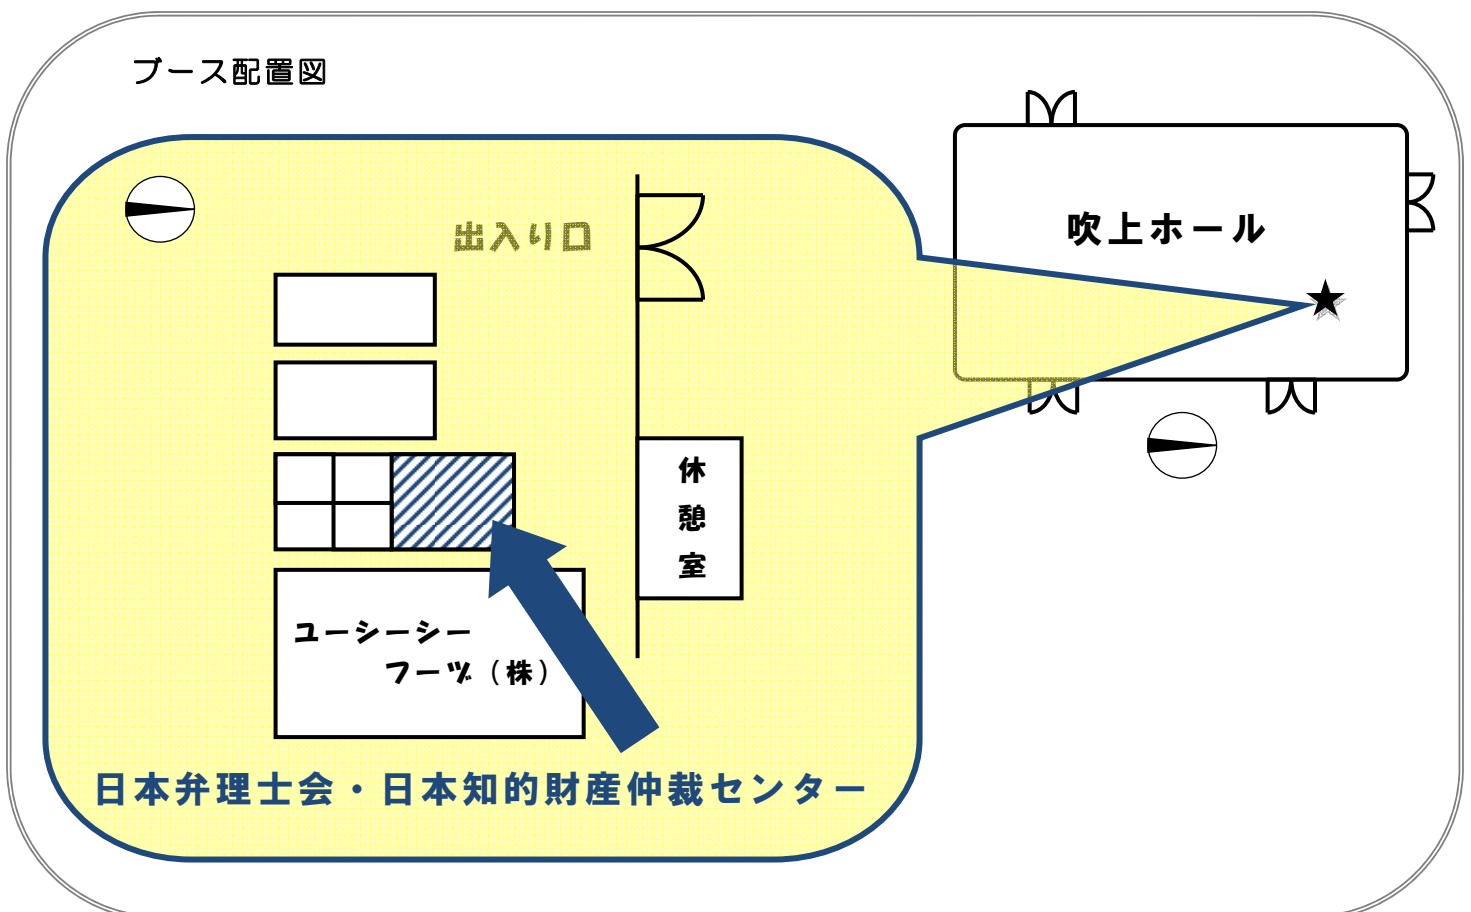 ブース配置図
吹上ホール
出入り口
休
憩
室
ユーシーシー
フーヅ（株）
日本弁理士会・日本知的財産仲裁センター